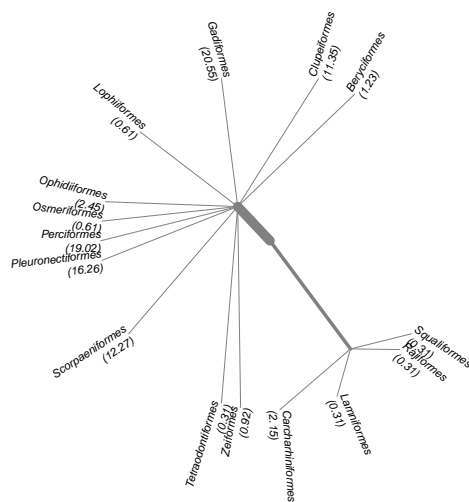 Gadiformes
(20.55)
Clupeiformes
(11.35)
Beryciformes
(1.23)
Lophiiformes
(0.61)
Ophidiiformes
(2.45)
Osmeriformes
(0.61)
Perciformes
(19.02)
Pleuronectiformes
(16.26)
Scorpaeniformes
(12.27)
Tetraodontiformes
(0.31)
Zeiformes
(0.92)
Carcharhiniformes
(2.15)
Lamniformes
(0.31)
Squaliformes
(0.31)
Rajiformes
(0.31)